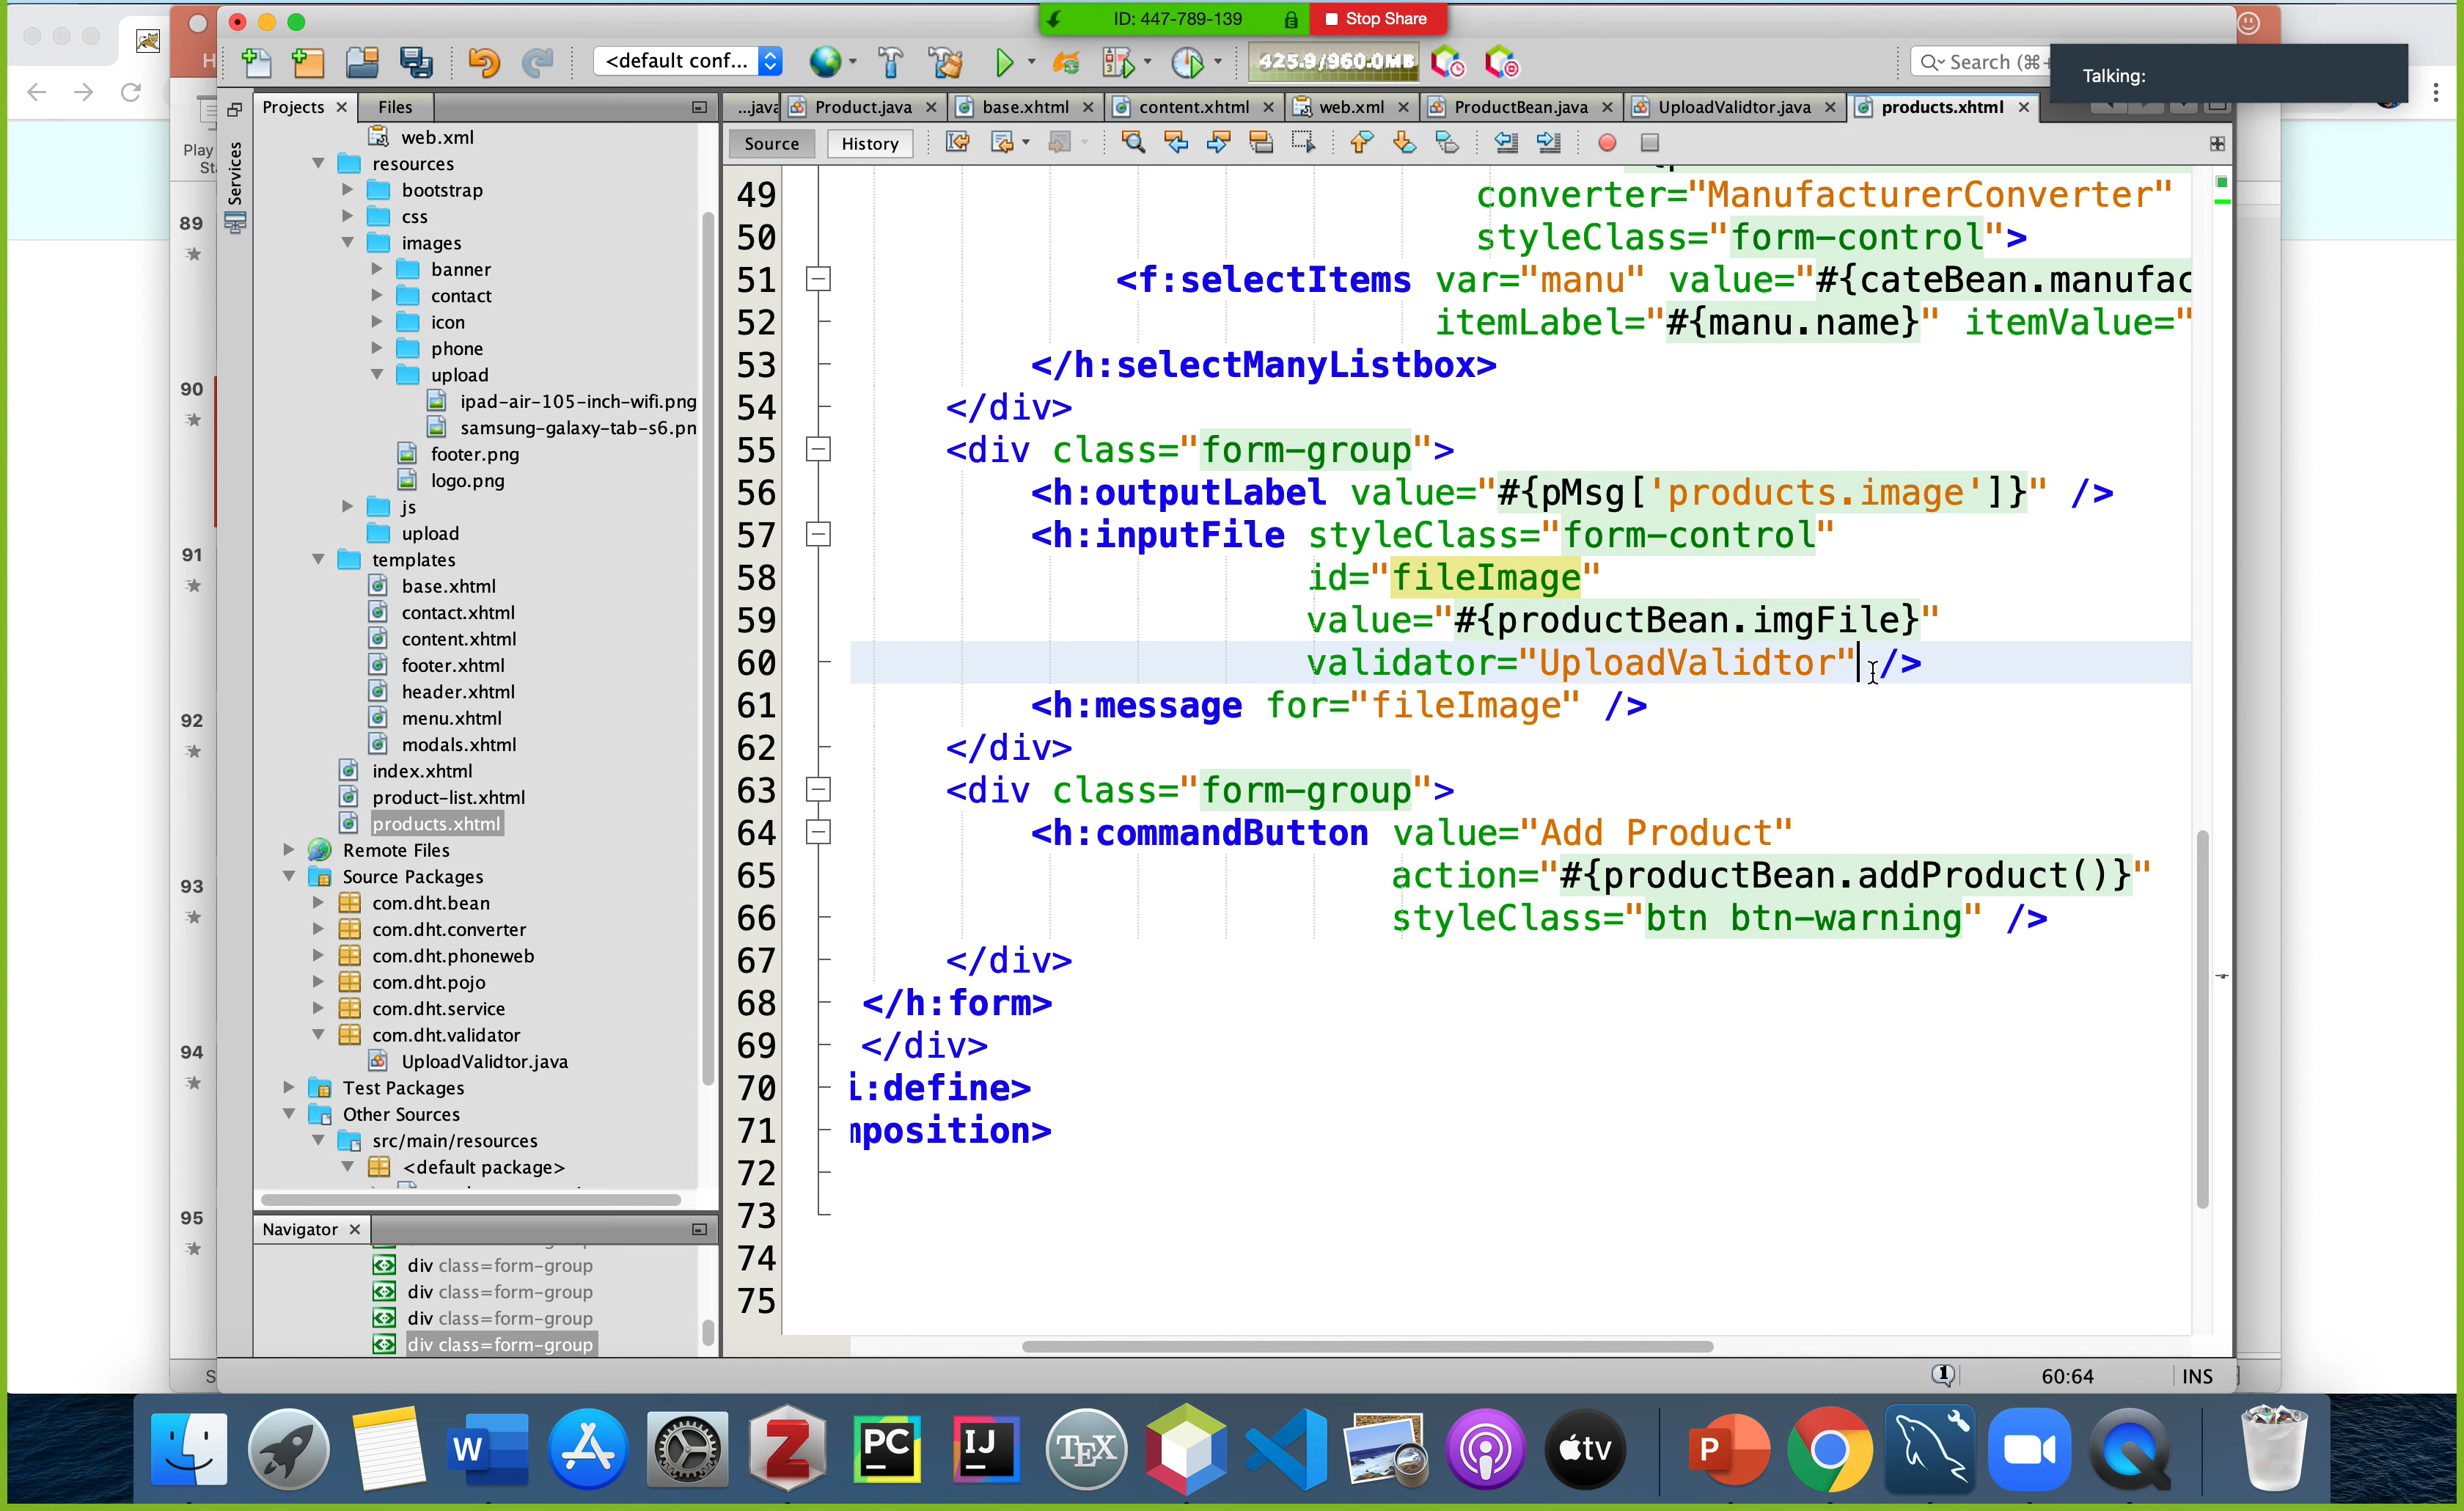 ID: 447-789-139
Stop Share
H
<default conf...
425.9/960.0MB
Search (⌘+
Talking:
Projects
Files
...java
Product.java
base.xhtml
content.xhtml
web.xml
ProductBean.java
UploadValidtor.java
products.xhtml
Source
History
Services
Play
St
89
90
91
92
93
94
95
S
web.xml
resources
bootstrap
css
images
banner
contact
icon
phone
upload
ipad-air-105-inch-wifi.png
samsung-galaxy-tab-s6.pn
footer.png
logo.png
js
upload
templates
base.xhtml
contact.xhtml
content.xhtml
footer.xhtml
header.xhtml
menu.xhtml
modals.xhtml
index.xhtml
product-list.xhtml
products.xhtml
Remote Files
Source Packages
com.dht.bean
com.dht.converter
com.dht.phoneweb
com.dht.pojo
com.dht.service
com.dht.validator
UploadValidtor.java
Test Packages
Other Sources
src/main/resources
<default package>
Navigator
div class=form-group
div class=form-group
div class=form-group
div class=form-group
49 converter="ManufacturerConverter"
50 styleClass="form-control">
51 <f:selectItems var="manu" value="#{cateBean.manufac
52 itemLabel="#{manu.name}" itemValue="
53 </h:selectManyListbox>
54 </div>
55 <div class="form-group">
56 <h:outputLabel value="#{pMsg['products.image']}" />
57 <h:inputFile styleClass="form-control"
58 id="fileImage"
59 value="#{productBean.imgFile}"
60 validator="UploadValidtor" />
61 <h:message for="fileImage" />
62 </div>
63 <div class="form-group">
64 <h:commandButton value="Add Product"
65 action="#{productBean.addProduct()}"
66 styleClass="btn btn-warning" />
67 </div>
68 </h:form>
69 </div>
70 i:define>
71 mposition>
72
73
74
75
1
60:64
INS
W
Z
PC
IJ
TEX
tv
P